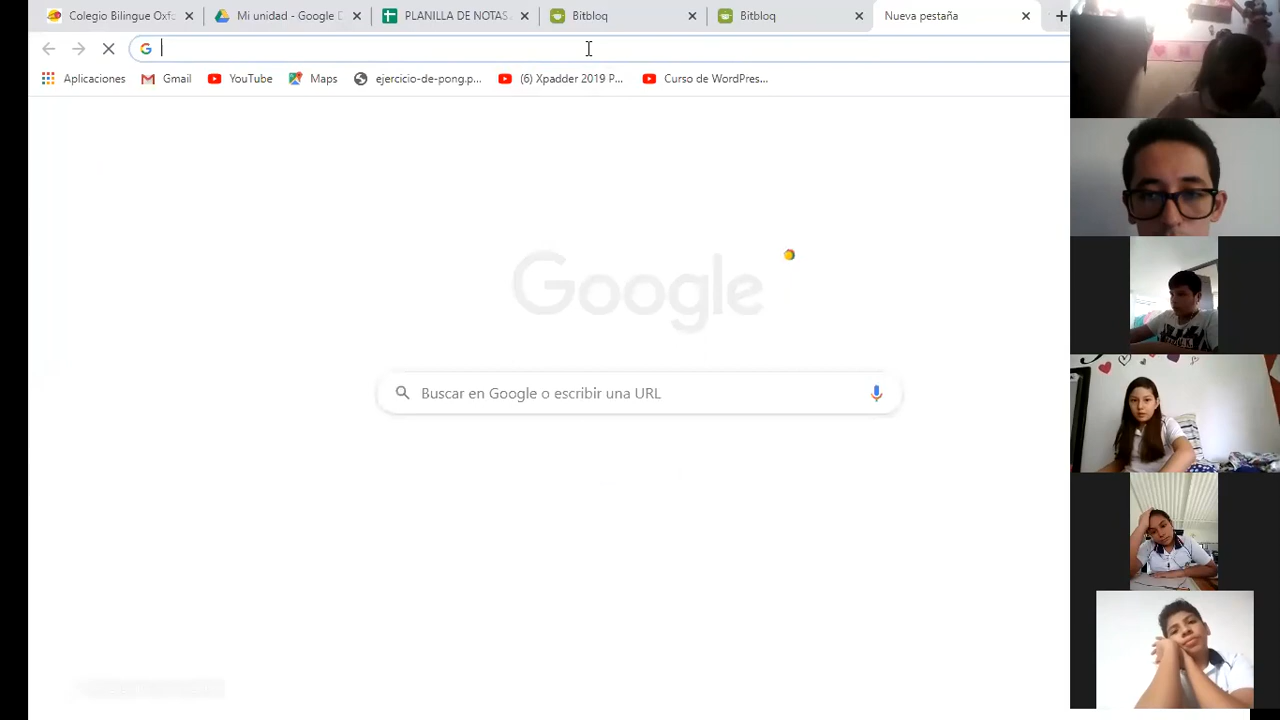 Colegio Bilingue Oxfo
Mi unidad - Google D
PLANILLA DE NOTAS
Bitbloq
Bitbloq
Nueva pestaña
Aplicaciones
Gmail
YouTube
Maps
ejercicio-de-pong.p...
(6) Xpadder 2019 P...
Curso de WordPres...
Google
Buscar en Google o escribir una URL